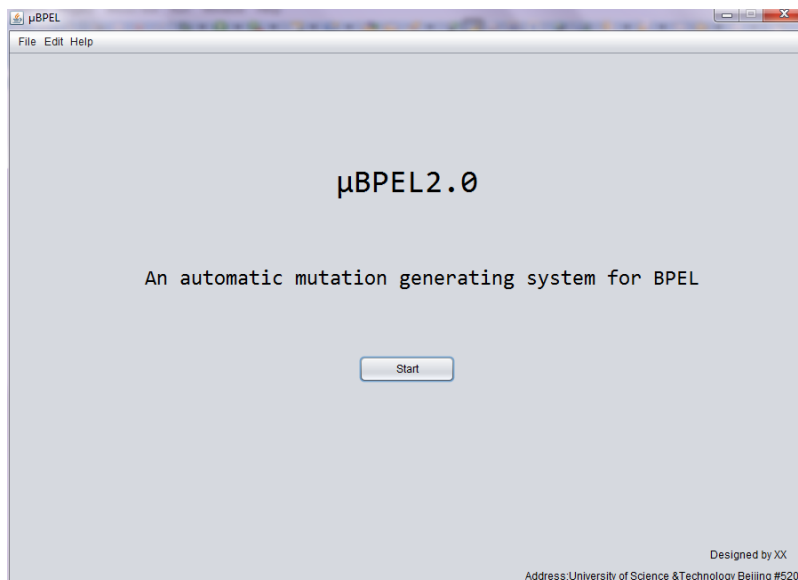 μBPEL
File Edit Help
μBPEL2.0
An automatic mutation generating system for BPEL
Start
Designed by XX
Address:University of Science &Technology Beijing #520